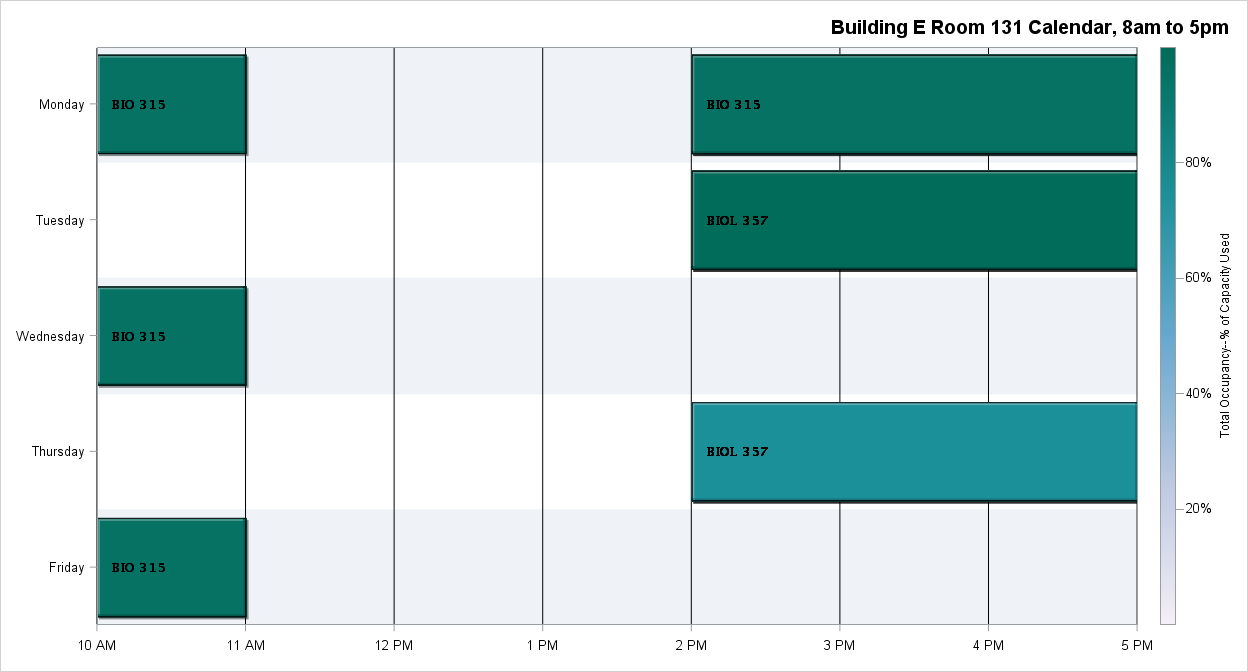 Building E Room 131 Calendar, 8am to 5pm
Monday
BIO 315
BIO 315
Tuesday
BIOL 357
Wednesday
BIO 315
Thursday
BIOL 357
Friday
BIO 315
10 AM
11 AM
12 PM
1 PM
2 PM
3 PM
4 PM
5 PM
80%
60%
40%
20%
Total Occupancy--% of Capacity Used